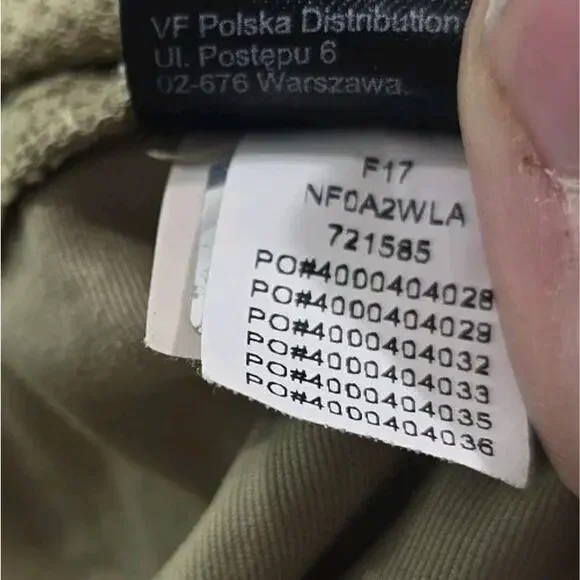 VF Polska Distribution
Ul. Postępu 6
02-676 Warszawa.
F17
NF0A2WLA
721585
PO#4000404028
PO#4000404029
PO#4000404032
PO#4000404033
PO#4000404035
PO#4000404036